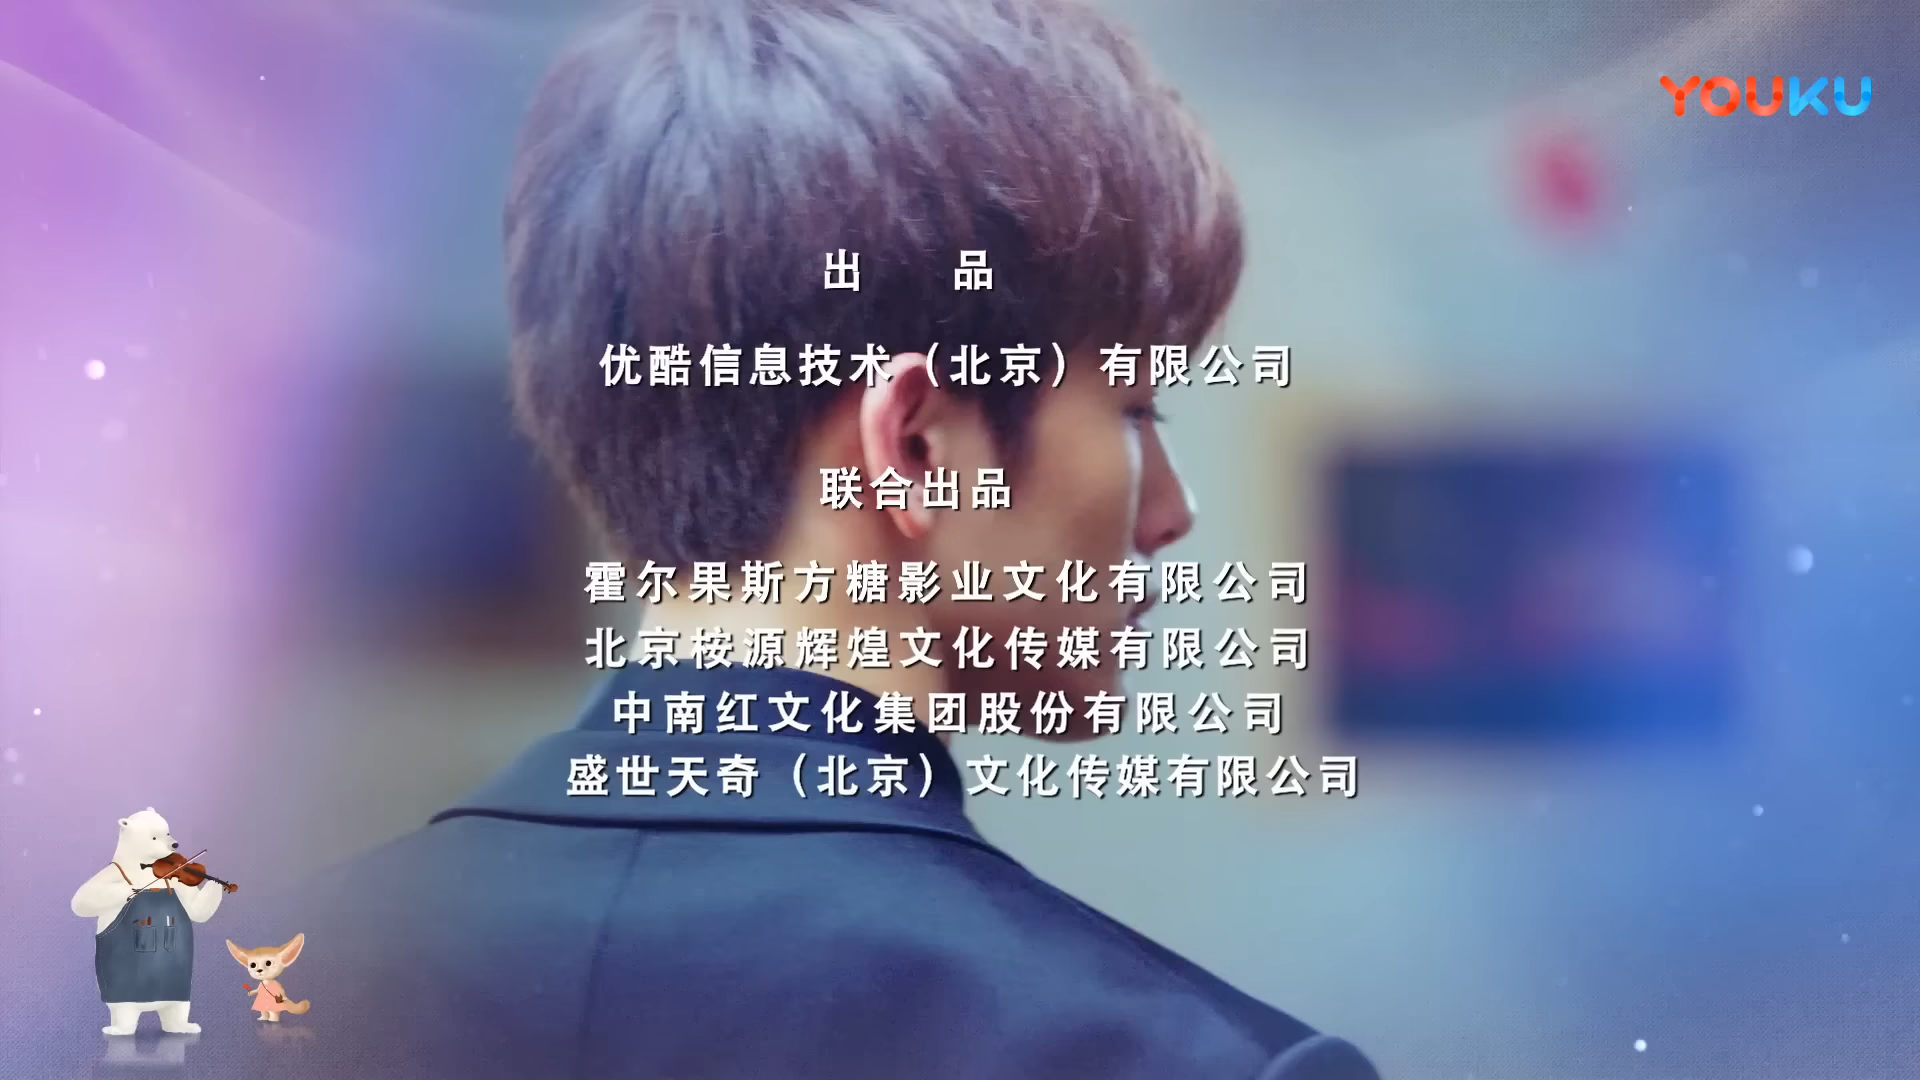 YOUKU
出 品
优酷信息技术（北京）有限公司
联合出品
霍尔果斯方糖影业文化有限公司
北京桉源辉煌文化传媒有限公司
中南红文化集团股份有限公司
盛世天奇（北京）文化传媒有限公司